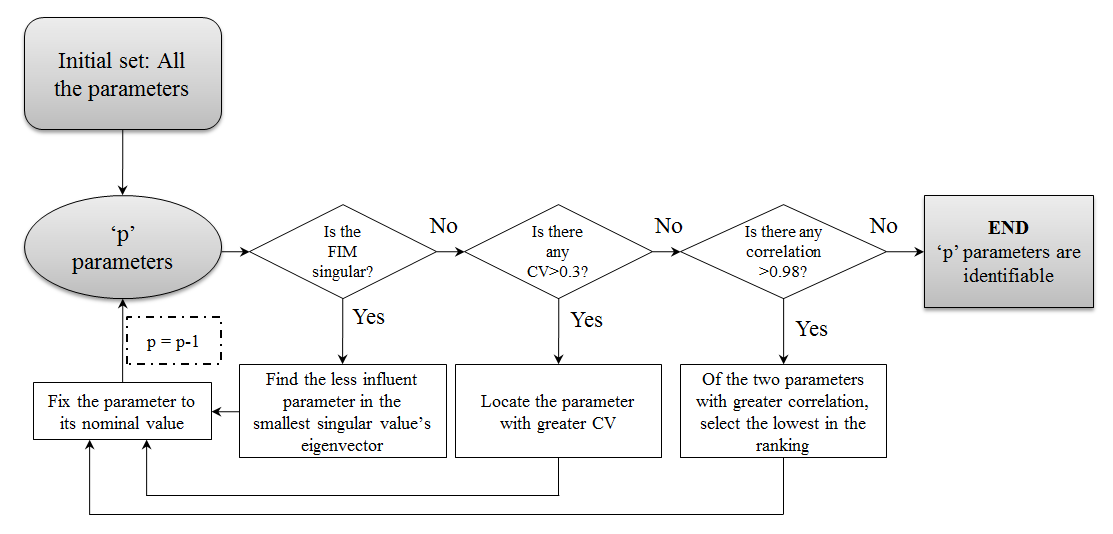 Initial set: All
the parameters
‘p’
parameters
Is the
FIM
singular?
No
Is there
any
CV>0.3?
No
Is there any
correlation
>0.98?
No
END
‘p’ parameters are
identifiable
Yes
Yes
Yes
p = p-1
Fix the parameter to
its nominal value
Find the less influent
parameter in the
smallest singular value’s
eigenvector
Locate the parameter
with greater CV
Of the two parameters
with greater correlation,
select the lowest in the
ranking